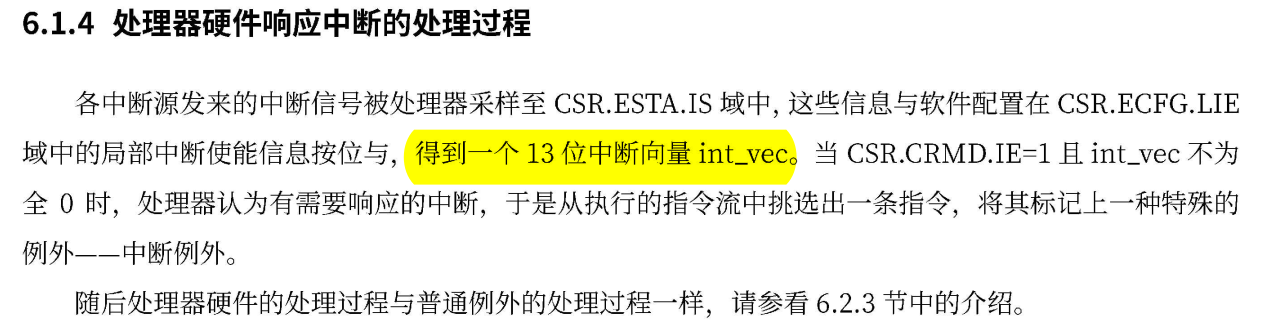 6.1.4 处理器硬件响应中断的处理过程
各中断源发来的中断信号被处理器采样至 CSR.ESTA.IS 域中, 这些信息与软件配置在 CSR.ECFG.LIE
域中的局部中断使能信息按位与, 得到一个 13 位中断向量 int_vec。当 CSR.CRMD.IE=1 且 int_vec 不为
全 0 时，处理器认为有需要响应的中断，于是从执行的指令流中挑选出一条指令，将其标记上一种特殊的
例外——中断例外。
随后处理器硬件的处理过程与普通例外的处理过程一样，请参看 6.2.3 节中的介绍。